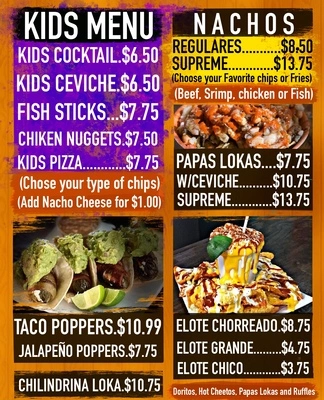 KIDS MENU
KIDS COCKTAIL.$6.50
KIDS CEVICHE.$6.50
FISH STICKS...$7.75
CHIKEN NUGGETS.$7.50
KIDS PIZZA............$7.75
(Chose your type of chips)
(Add Nacho Cheese for $1.00)
TACO POPPERS.$10.99
JALAPEÑO POPPERS.$7.75
CHILINDRINA LOKA.$10.75
NACHOS
REGULARES...........$8.50
SUPREME...............$13.75
(Choose your Favorite chips or Fries)
(Beef, Srimp, chicken or Fish)
PAPAS LOKAS....$7.75
W/CEVICHE....$10.75
SUPREME.........$13.75
ELOTE CHORREADO.$8.75
ELOTE GRANDE.......$4.75
ELOTE CHICO..........$3.75
Doritos, Hot Cheetos, Papas Lokas and Ruffles